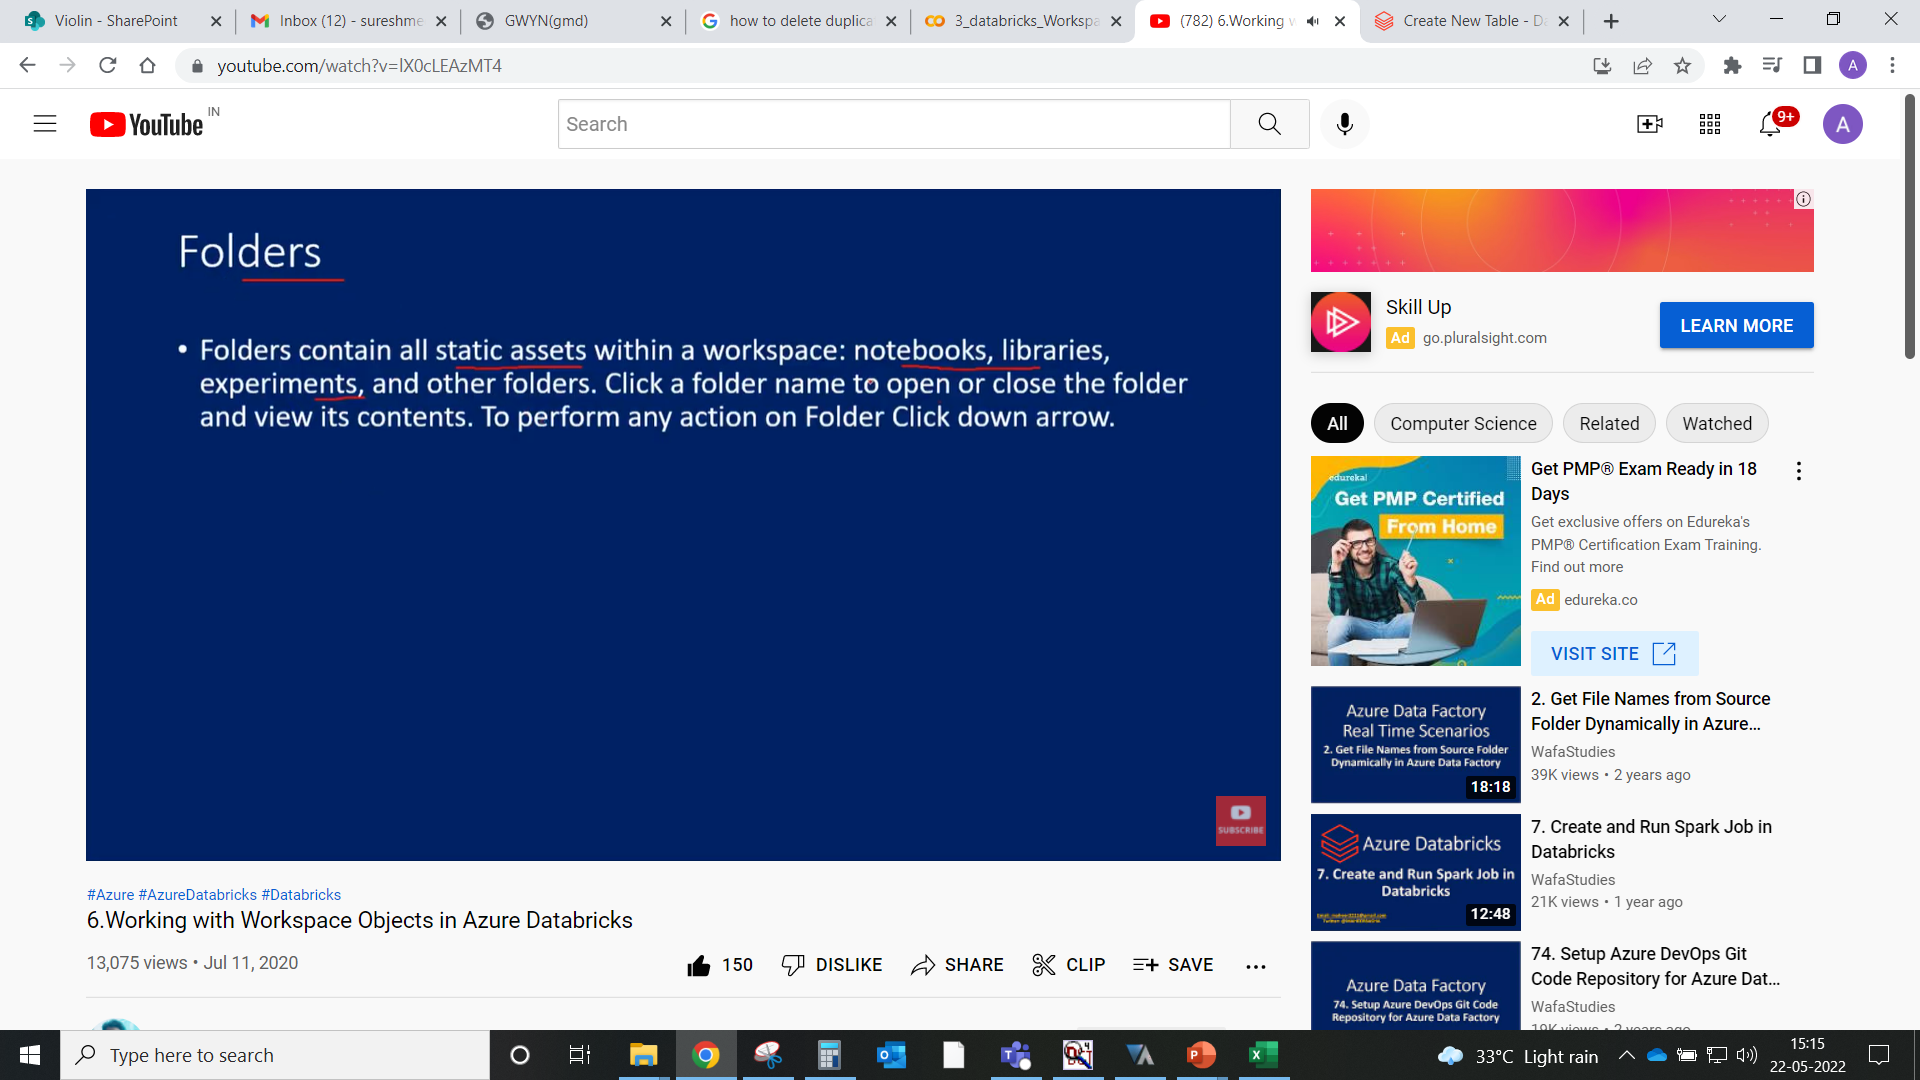 Violin - SharePoint
Inbox (12) - sureshme
GWYN(gmd)
how to delete duplica
3_databricks_Workspa
(782) 6.Working w
Create New Table - D
youtube.com/watch?v=lX0cLEAzMT4
A
YouTube IN
Search
9+
A
Folders
• Folders contain all static assets within a workspace: notebooks, libraries,
experiments, and other folders. Click a folder name to open or close the folder
and view its contents. To perform any action on Folder Click down arrow.
SUBSCRIBE
#Azure #AzureDatabricks #Databricks
6.Working with Workspace Objects in Azure Databricks
13,075 views • Jul 11, 2020
150
DISLIKE
SHARE
CLIP
SAVE
Skill Up
Ad go.pluralsight.com
LEARN MORE
All
Computer Science
Related
Watched
edureka!
Get PMP Certified
From Home
Get PMP® Exam Ready in 18
Days
Get exclusive offers on Edureka's
PMP® Certification Exam Training.
Find out more
Ad edureka.co
VISIT SITE
Azure Data Factory
Real Time Scenarios
2. Get File Names from Source Folder
Dynamically in Azure Data Factory
18:18
2. Get File Names from Source
Folder Dynamically in Azure...
WafaStudies
39K views • 2 years ago
Azure Databricks
7. Create and Run Spark Job in
Databricks
12:48
7. Create and Run Spark Job in
Databricks
WafaStudies
21K views • 1 year ago
Azure Data Factory
74. Setup Azure DevOps Git Code
Repository for Azure Data Factory
74. Setup Azure DevOps Git
Code Repository for Azure Dat...
WafaStudies
19K views • 2 years ago
Type here to search
33°C Light rain
15:15
22-05-2022